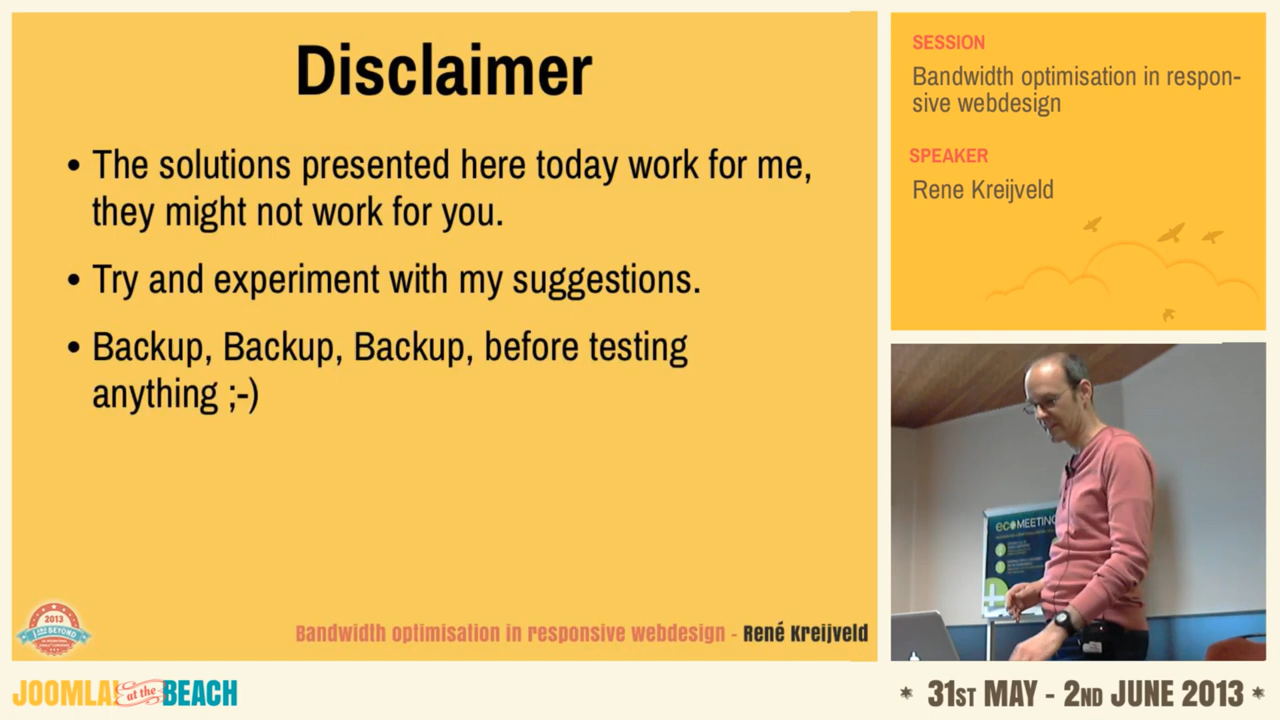 Disclaimer
• The solutions presented here today work for me,
they might not work for you.
• Try and experiment with my suggestions.
• Backup, Backup, Backup, before testing
anything ;-)
2013
BEYOND
Bandwidth optimisation in responsive webdesign - René Kreijveld
SESSION
Bandwidth optimisation in respon-
sive webdesign
SPEAKER
Rene Kreijveld
ecoMEETING
JOOMLA! at the BEACH
* 31ST MAY - 2ND JUNE 2013 *